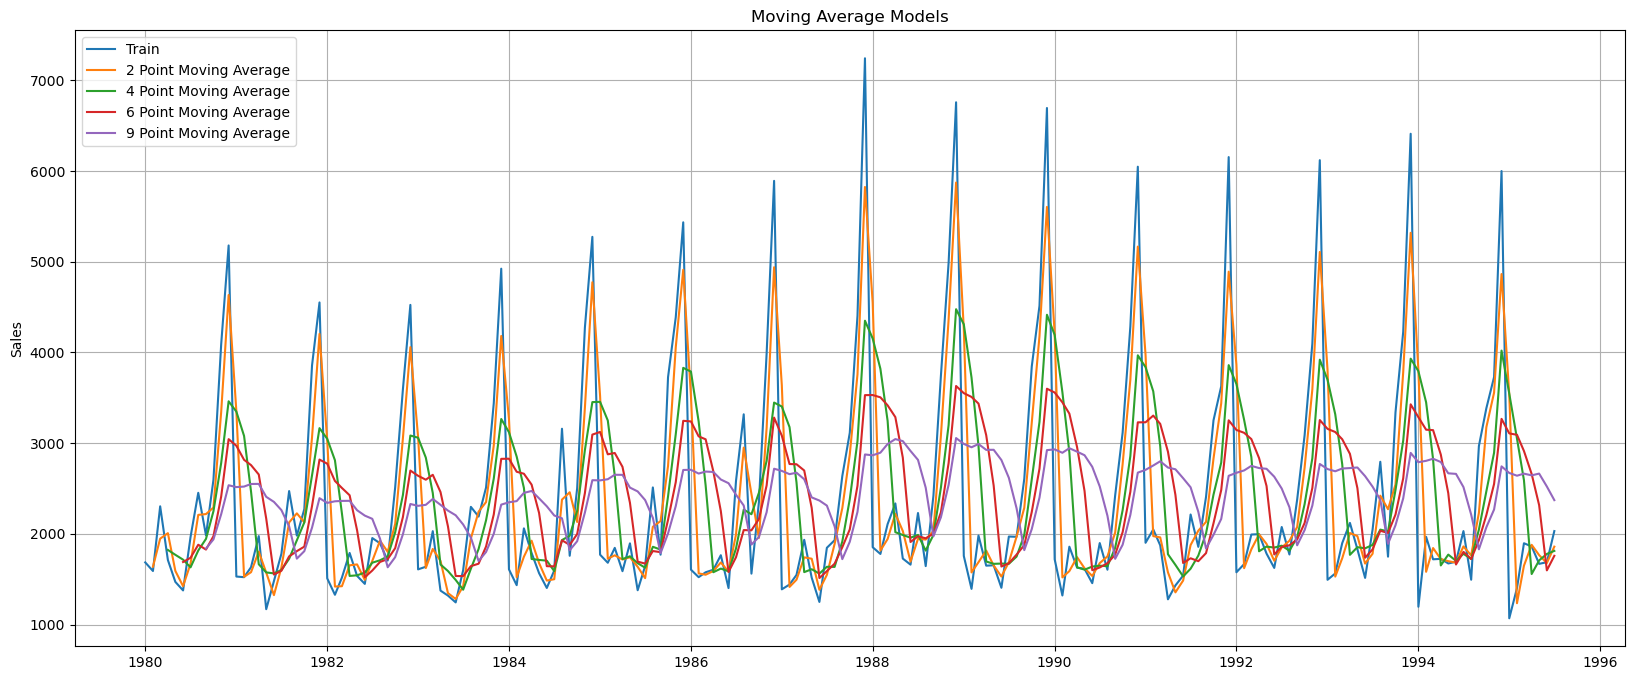 Moving Average Models
Train
2 Point Moving Average
4 Point Moving Average
6 Point Moving Average
9 Point Moving Average
Sales
7000
6000
5000
4000
3000
2000
1000
1980 1982 1984 1986 1988 1990 1992 1994 1996